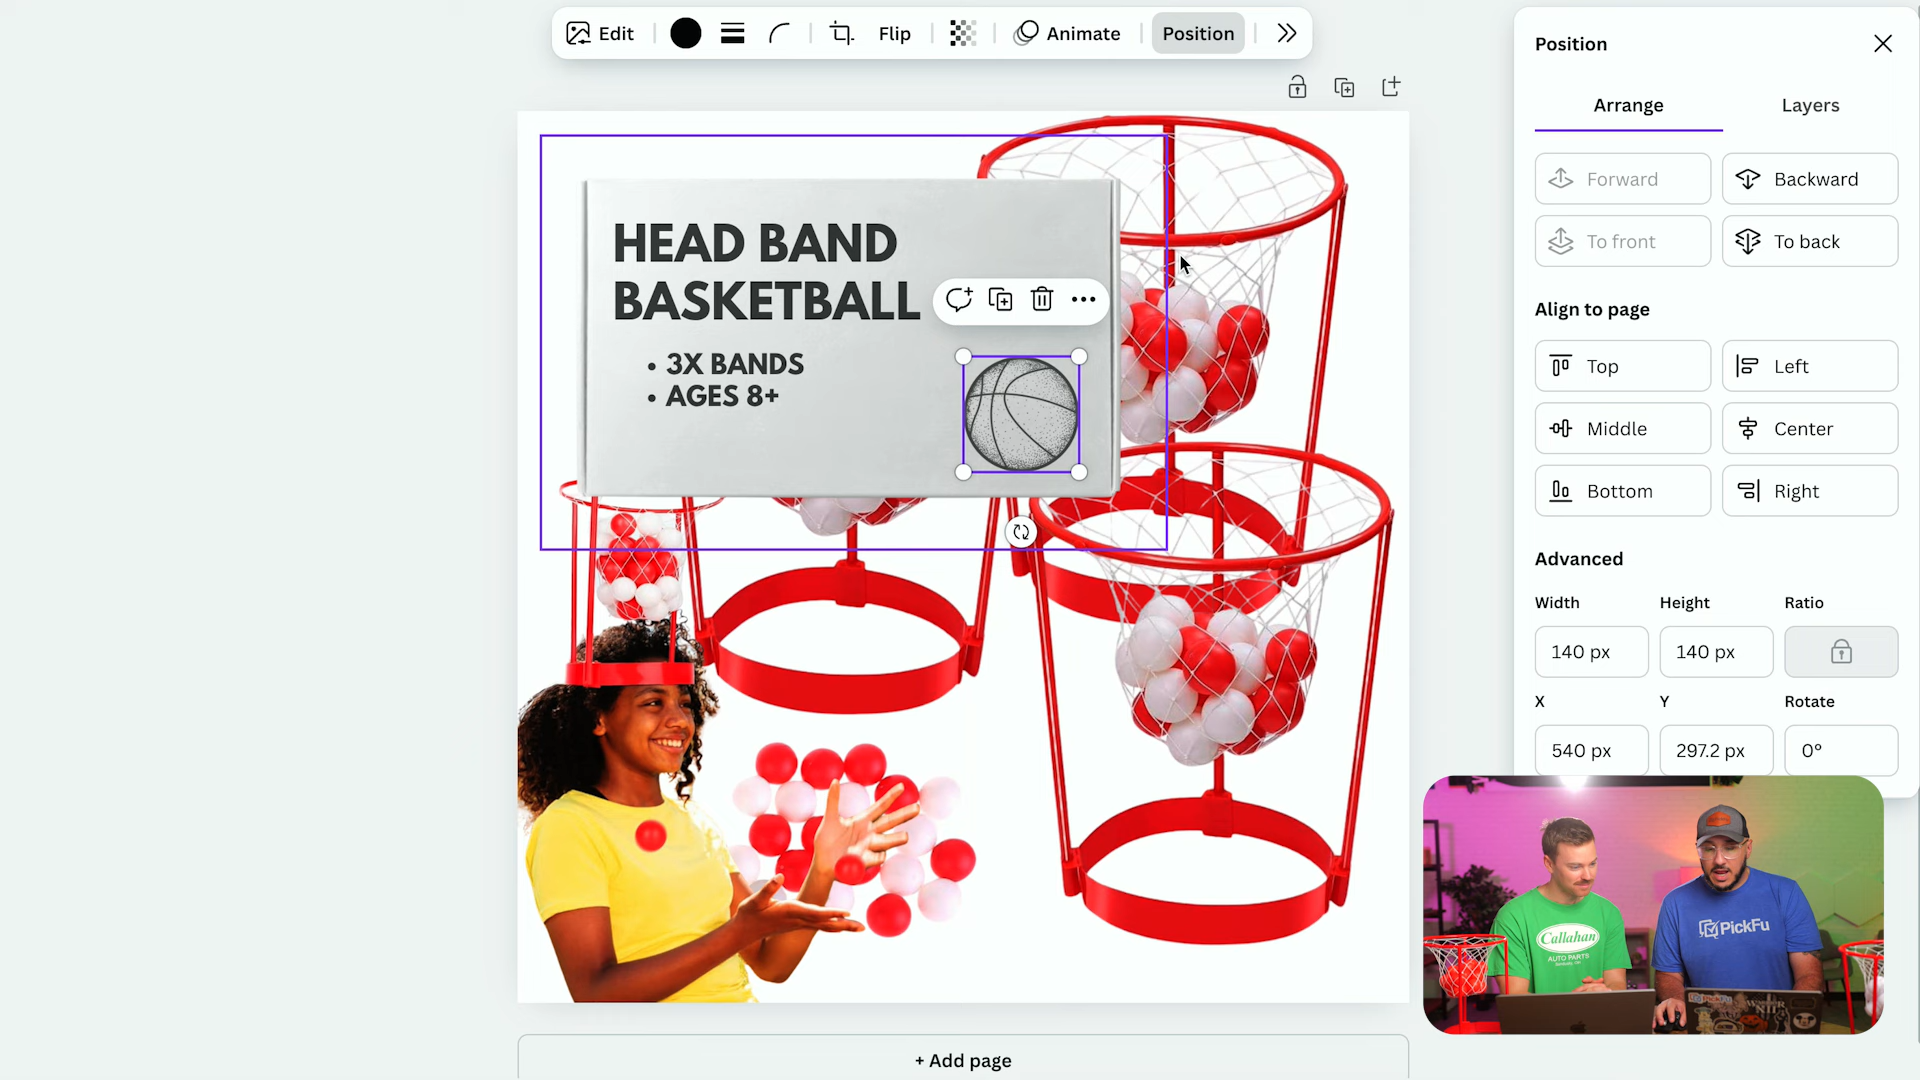 Edit
Flip
Animate
Position
HEAD BAND
BASKETBALL
• 3X BANDS
• AGES 8+
+ Add page
Position
Arrange
Layers
Forward
Backward
To front
To back
Align to page
Top
Left
Middle
Center
Bottom
Right
Advanced
Width
Height
Ratio
140 px
140 px
X
Y
Rotate
540 px
297.2 px
0°
Callahan
AUTO PARTS
PickFu